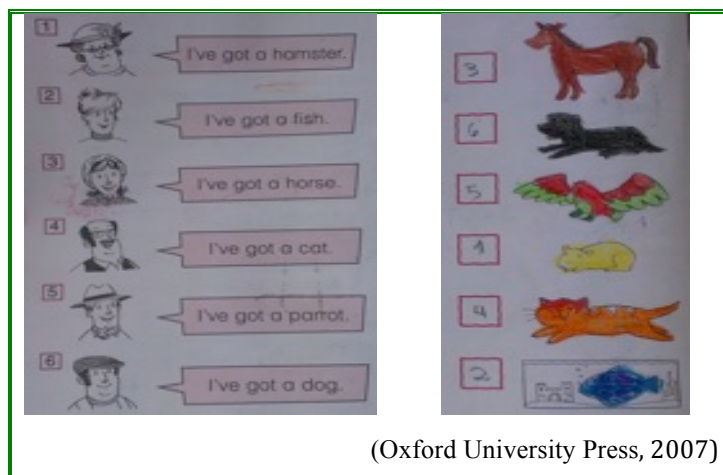 1
I've got a hamster.
2
I've got a fish.
3
I've got a horse.
4
I've got a cat.
5
I've got a parrot.
6
I've got a dog.
3
6
5
1
4
2
(Oxford University Press, 2007)